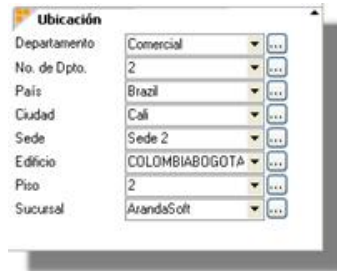 Ubicación
Departamento Comercial
No. de Dpto. 2
País Brazil
Ciudad Cali
Sede Sede 2
Edificio COLOMBIABOGOTA
Piso 2
Sucursal ArandaSoft